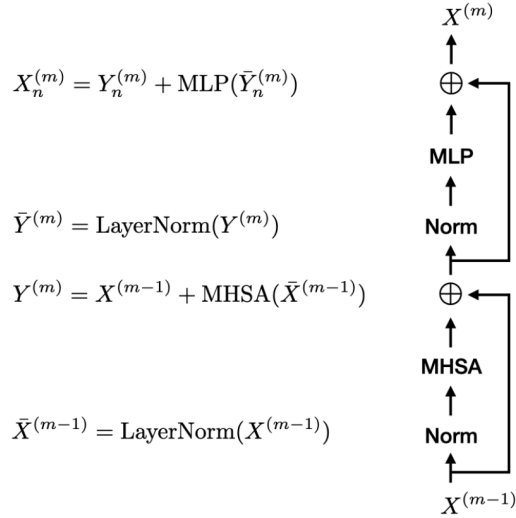 X^{(m)}
X_n^{(m)} = Y_n^{(m)} + MLP(Ȳ_n^{(m)})
⊕
MLP
Ȳ^{(m)} = LayerNorm(Y^{(m)})
Norm
Y^{(m)} = X^{(m−1)} + MHSA(X̄^{(m−1)})
⊕
MHSA
X̄^{(m−1)} = LayerNorm(X^{(m−1)})
Norm
X^{(m−1)}